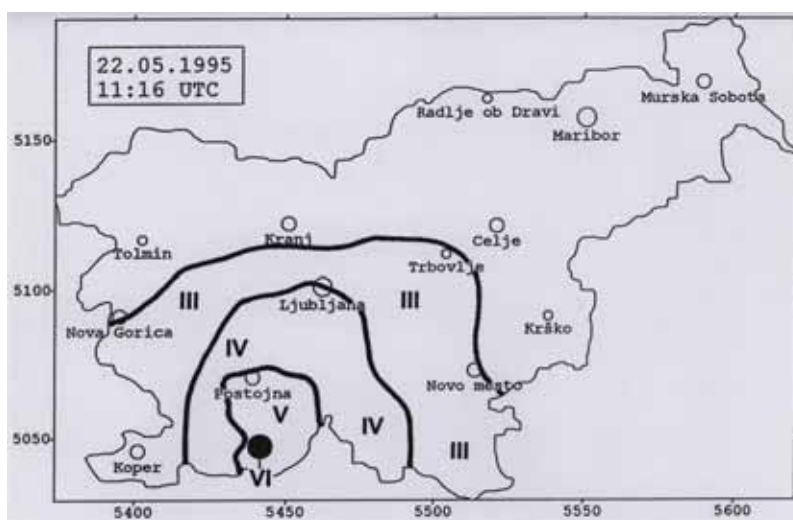 22.05.1995
11:16 UTC
Murska Sobota
Radlje ob Dravi
Maribor
5150
Kranj
Celje
Tolmin
Trbovlje
5100
III
III
Ljubljana
Nova Gorica
Krško
IV
Postojna
Novo mesto
V
IV
5050
III
Koper
VI
5400
5450
5500
5550
5600